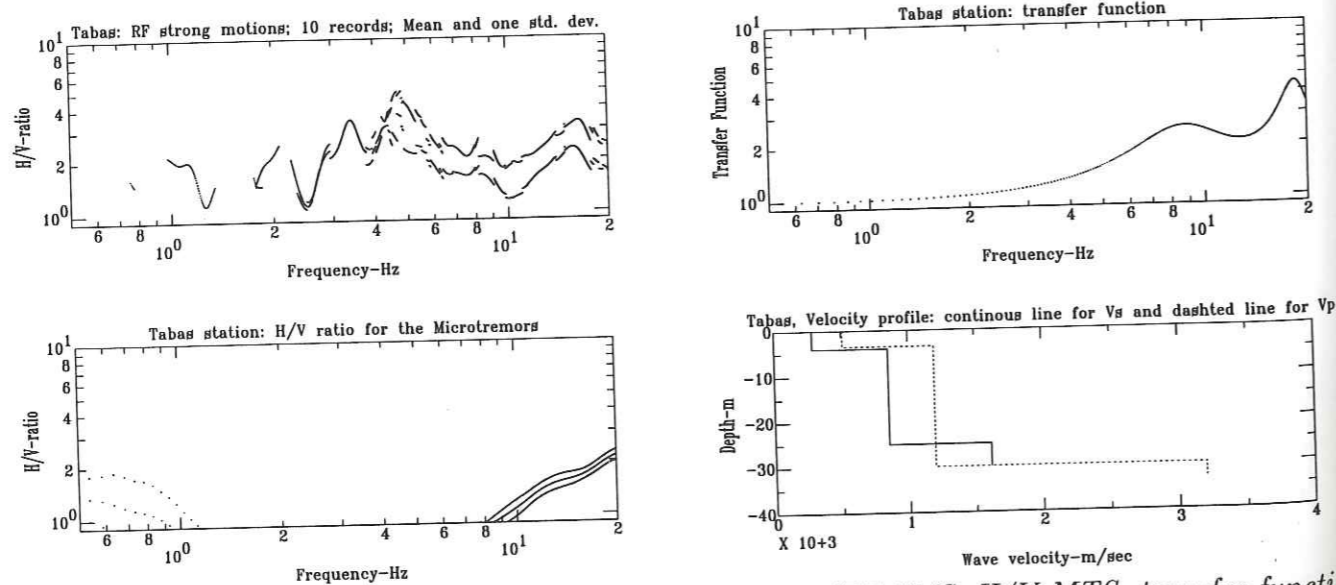 Tabas: RF strong motions; 10 records; Mean and one std. dev.
10^1
8
6
4
2
10^0
H/V-ratio
6 8 10^0 2 4 6 8 10^1 2
Frequency-Hz
Tabas station: transfer function
10^1
8
6
4
2
10^0
Transfer Function
6 8 10^0 2 4 6 8 10^1 2
Frequency-Hz
Tabas station: H/V ratio for the Microtremors
10^1
8
6
4
2
10^0
H/V-ratio
6 8 10^0 2 4 6 8 10^1 2
Frequency-Hz
Tabas, Velocity profile: continous line for Vs and dashted line for Vp
0
-10
-20
-30
-40
Depth-m
0 1 2 3 4
X 10+3
Wave velocity-m/sec
H/V-MTS, transfer functi